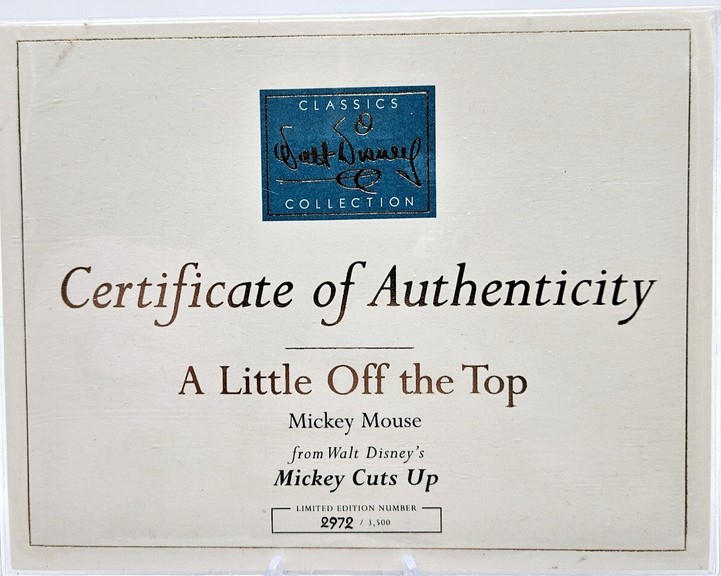 CLASSICS
Walt Disney
COLLECTION
Certificate of Authenticity
A Little Off the Top
Mickey Mouse
from Walt Disney's
Mickey Cuts Up
LIMITED EDITION NUMBER
2972 / 3,500